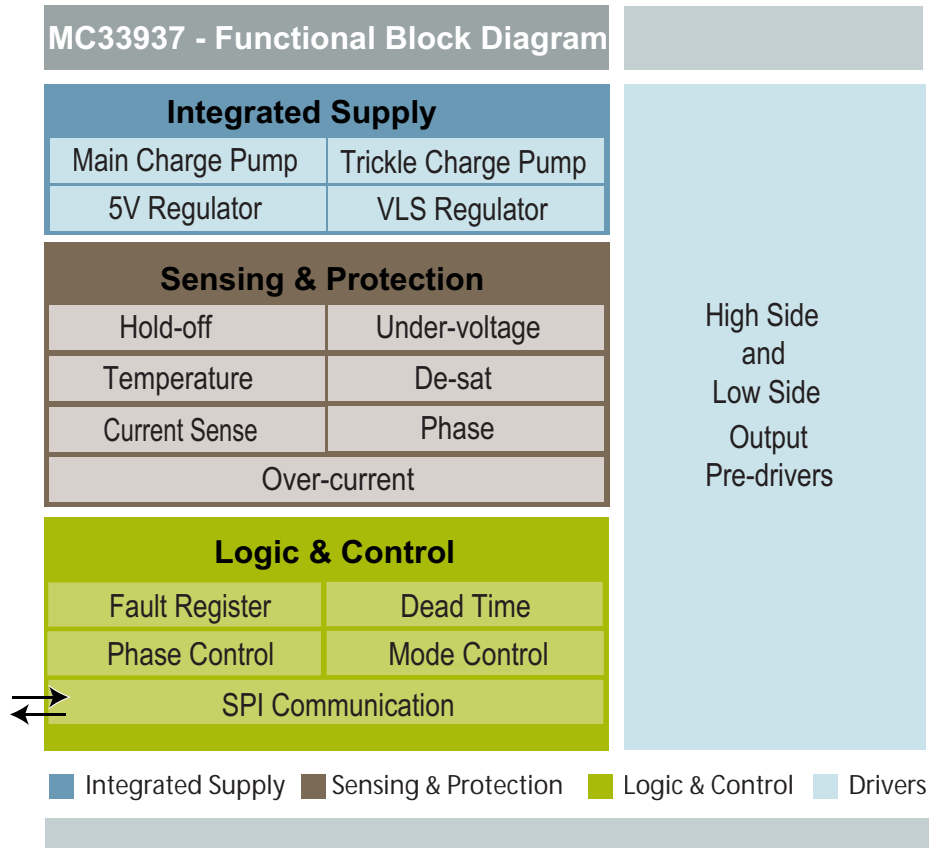 MC33937 - Functional Block Diagram
Integrated Supply
Main Charge Pump
Trickle Charge Pump
5V Regulator
VLS Regulator
Sensing & Protection
Hold-off
Under-voltage
Temperature
De-sat
Current Sense
Phase
Over-current
Logic & Control
Fault Register
Dead Time
Phase Control
Mode Control
SPI Communication
High Side
and
Low Side
Output
Pre-drivers
Integrated Supply
Sensing & Protection
Logic & Control
Drivers